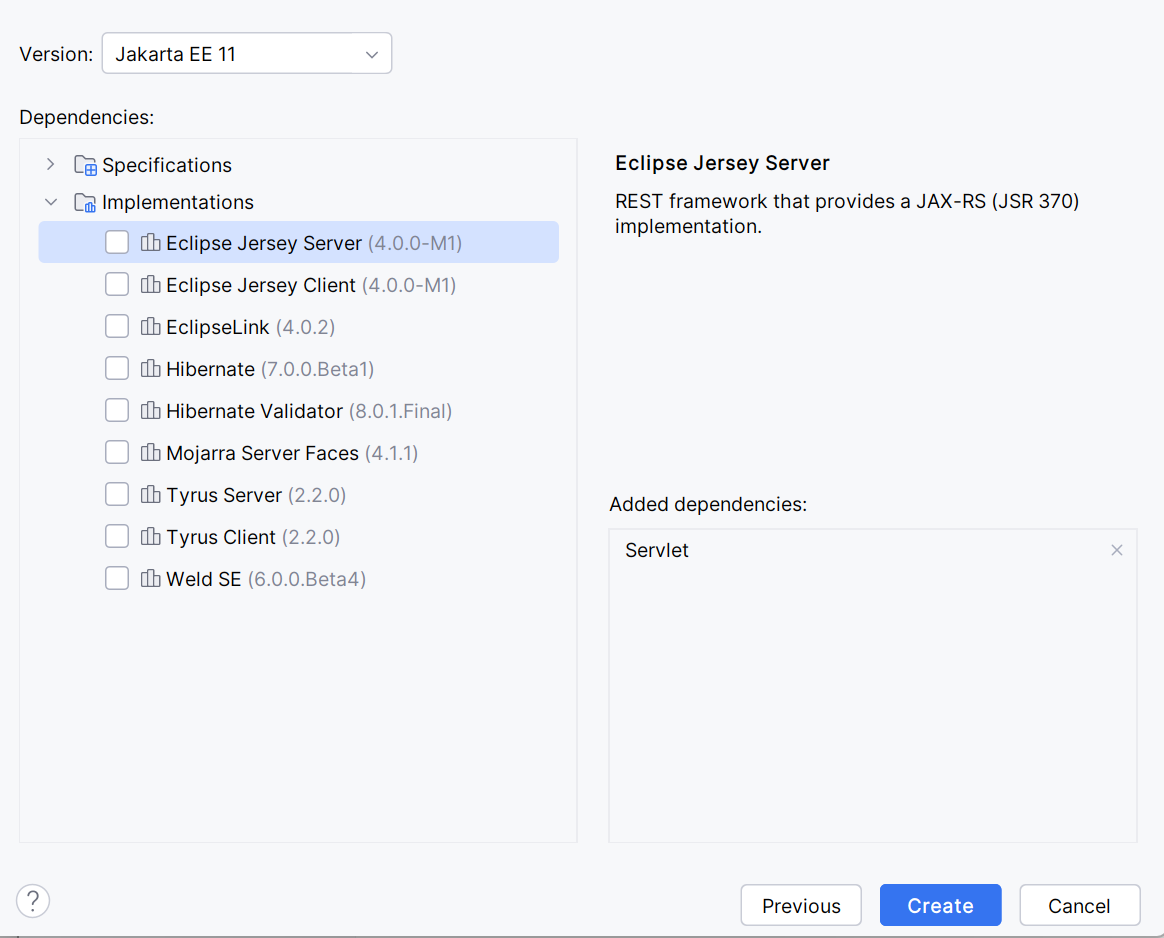 Version: Jakarta EE 11
Dependencies:
Specifications
Implementations
Eclipse Jersey Server (4.0.0-M1)
Eclipse Jersey Client (4.0.0-M1)
EclipseLink (4.0.2)
Hibernate (7.0.0.Beta1)
Hibernate Validator (8.0.1.Final)
Mojarra Server Faces (4.1.1)
Tyrus Server (2.2.0)
Tyrus Client (2.2.0)
Weld SE (6.0.0.Beta4)
Eclipse Jersey Server
REST framework that provides a JAX-RS (JSR 370)
implementation.
Added dependencies:
Servlet
?
Previous
Create
Cancel